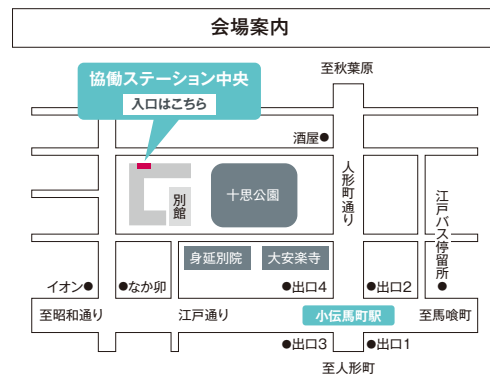 会場案内
協働ステーション中央
入口はこちら
至秋葉原
酒屋
人形町通り
別館
十思公園
江戸バス停留所
身延別院
大安楽寺
イオン
なか卯
出口4
出口2
至昭和通り
江戸通り
小伝馬町駅
至馬喰町
出口3
出口1
至人形町